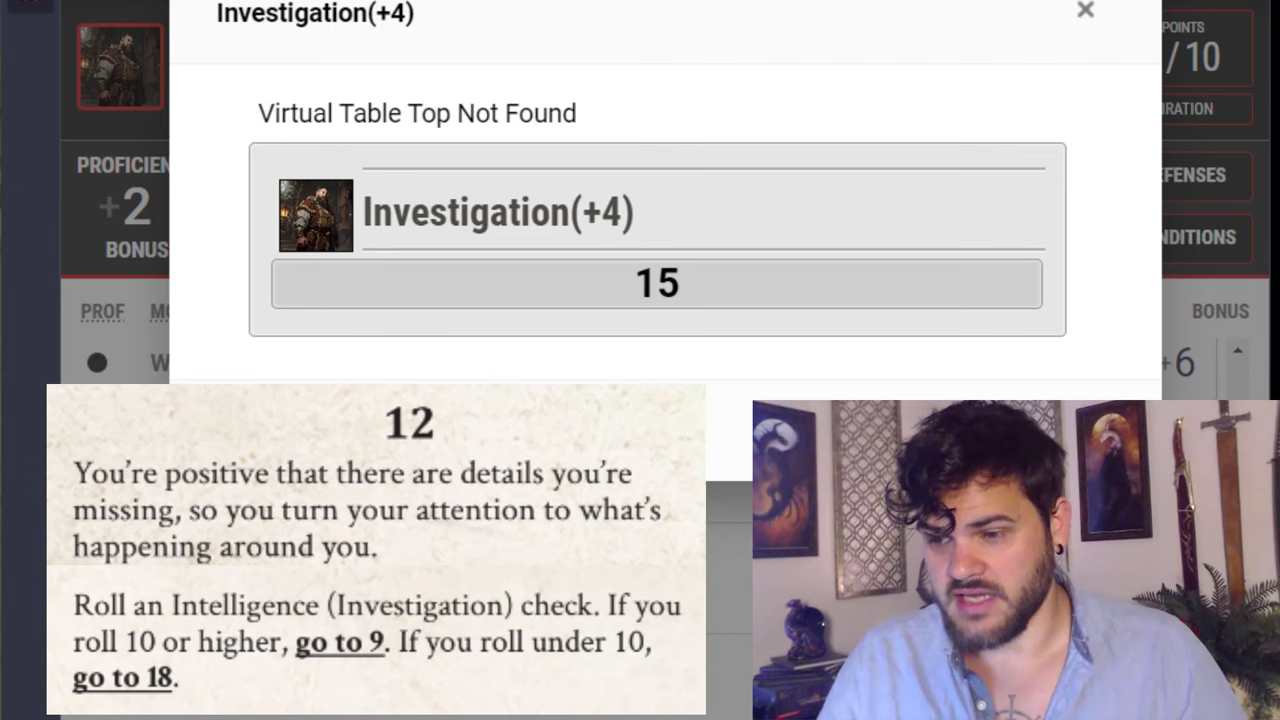 Investigation(+4)
×
POINTS
/10
Virtual Table Top Not Found
PROFICIEN
+2
BONUS
Investigation(+4)
15
PROF
BONUS
+6
12
You're positive that there are details you're
missing, so you turn your attention to what's
happening around you.
Roll an Intelligence (Investigation) check. If you
roll 10 or higher, go to 9. If you roll under 10,
go to 18.